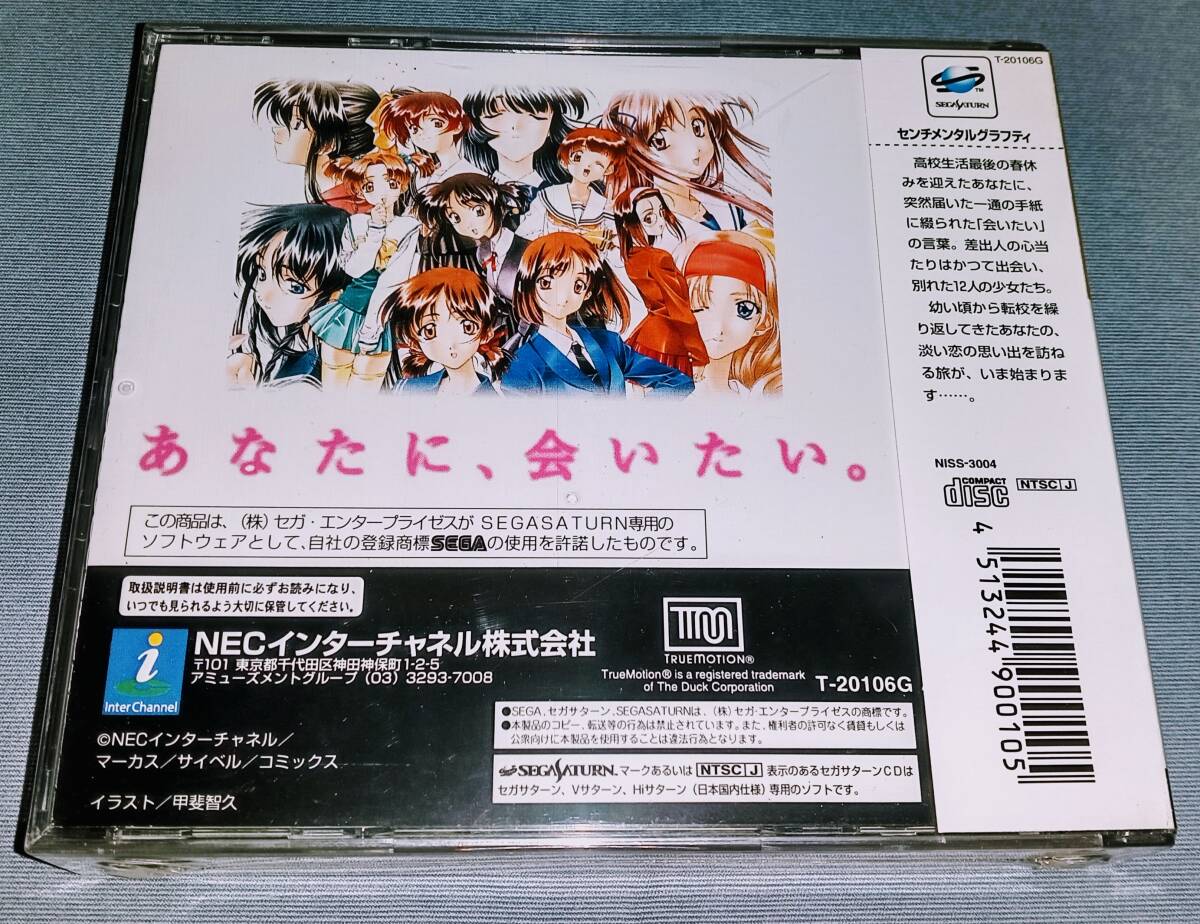 あなたに、会いたい。
この商品は、(株)セガ・エンタープライゼスがSEGASATURN専用の
ソフトウェアとして、自社の登録商標SEGAの使用を許諾したものです。
取扱説明書は使用前に必ずお読みになり、
いつでも見られるよう大切に保管してください。
i
Inter Channel
NECインターチャネル株式会社
〒101 東京都千代田区神田神保町1-2-5
アミューズメントグループ (03) 3293-7008
TM
TRUEMOTION®
TrueMotion® is a registered trademark
of The Duck Corporation
T-20106G
©NECインターチャネル/
マーカス/サイベル/コミックス
イラスト/甲斐智久
●SEGA、セガサターン、SEGASATURNは、(株)セガ・エンタープライゼスの商標です。
●本製品のコピー、転送等の行為は禁止されています。また、権利者の許可なく賃貸もしくは
公衆向けに本製品を使用することは違法行為となります。
SEGASATURN. マークあるいは NTSC J 表示のあるセガサターンCDは
セガサターン、Vサターン、Hiサターン(日本国内仕様)専用のソフトです。
T-20106G
TM
SEGASATURN
センチメンタルグラフティ
高校生活最後の春休
みを迎えたあなたに、
突然届いた一通の手紙
に綴られた「会いたい」
の言葉。差出人の心当
たりはかつて出会い、
別れた12人の少女たち。
幼い頃から転校を繰
り返してきたあなたの、
淡い恋の思い出を訪ね
る旅が、いま始まりま
す……。
NISS-3004
COMPACT disc
NTSC J
4 513244 900105